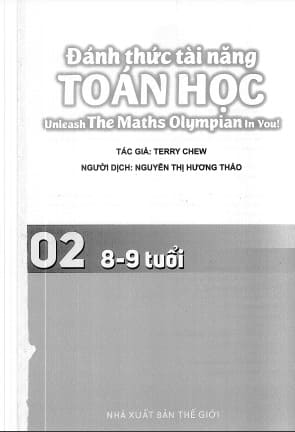 Đánh thức tài năng
TOÁN HỌC
Unleash The Maths Olympian In You!
TÁC GIẢ: TERRY CHEW
NGƯỜI DỊCH: NGUYỄN THỊ HƯƠNG THẢO
02 8-9 tuổi
NHÀ XUẤT BẢN THẾ GIỚI